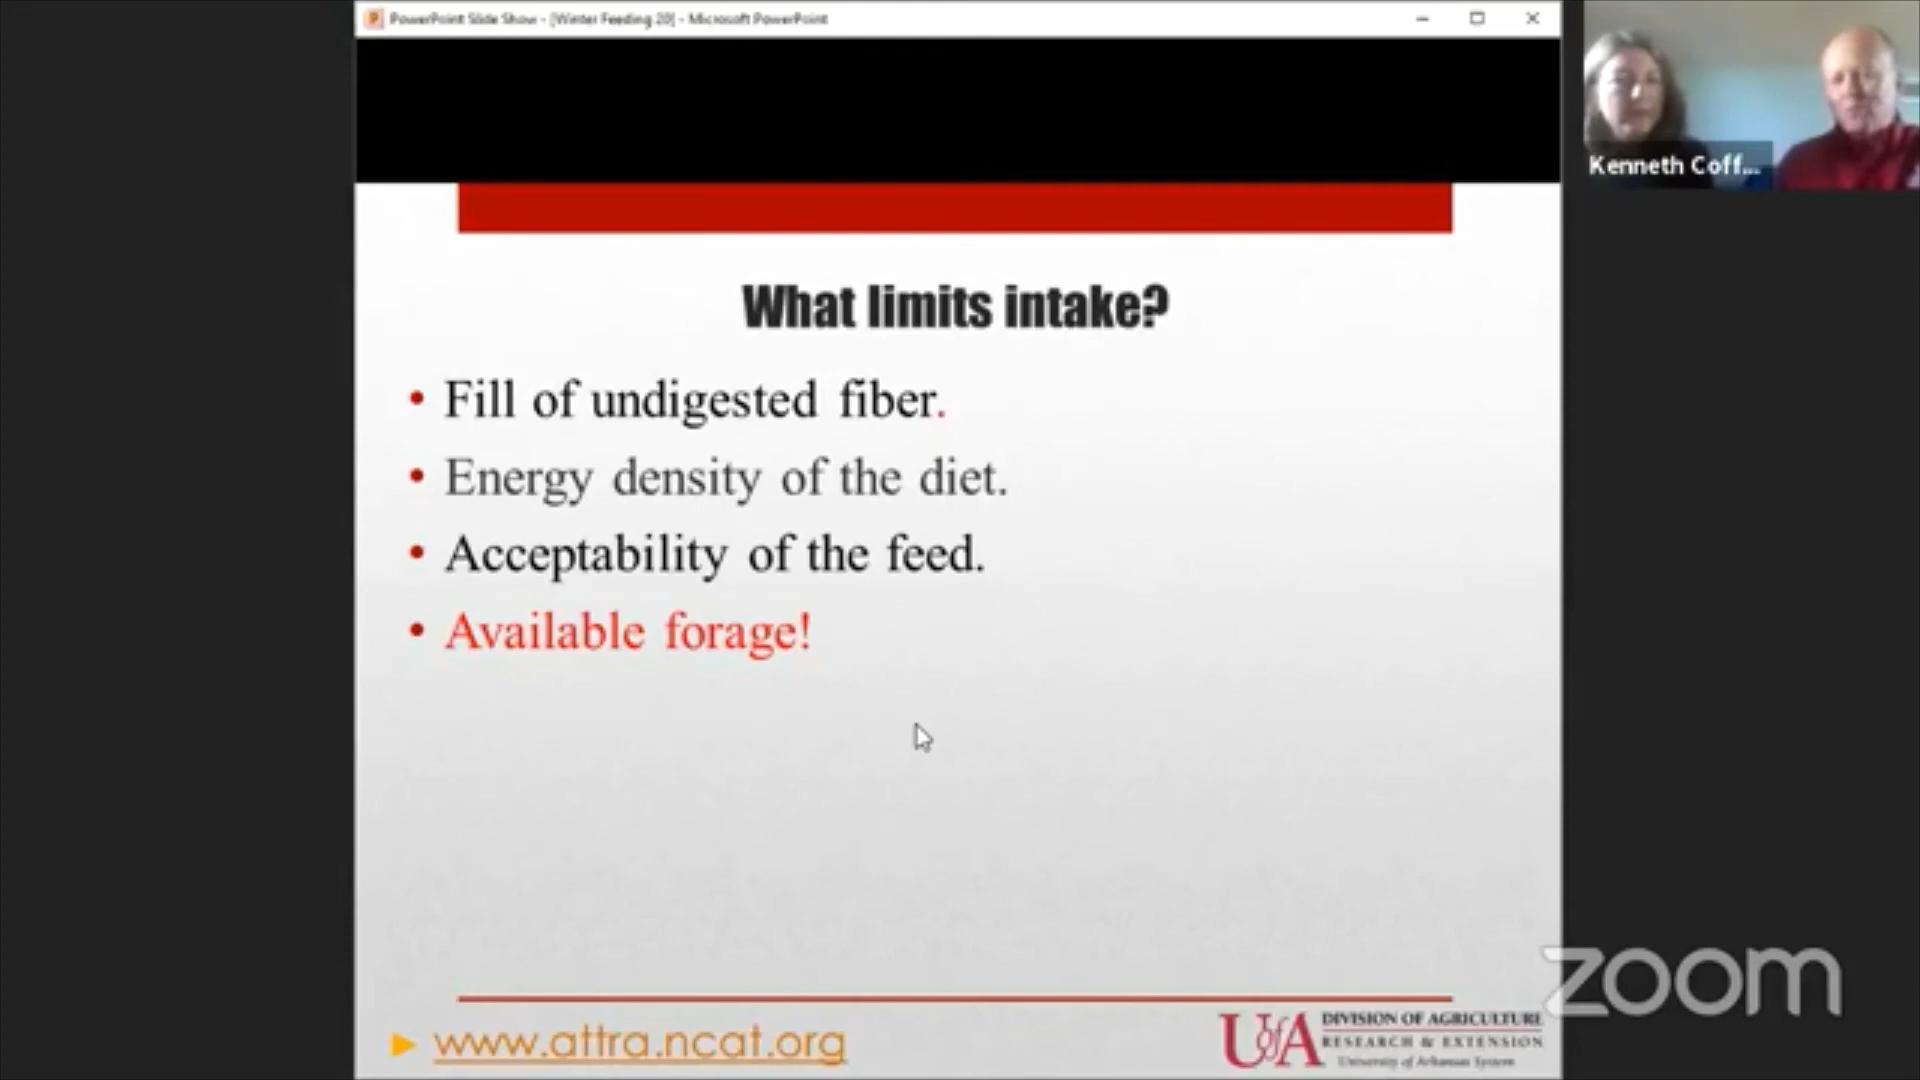 PowerPoint Slide Show - [Winter Feeding 20] - Microsoft PowerPoint
Kenneth Coff...
What limits intake?
• Fill of undigested fiber.
• Energy density of the diet.
• Acceptability of the feed.
• Available forage!
zoom
www.attra.ncat.org
UofA DIVISION OF AGRICULTURE
RESEARCH & EXTENSION
University of Arkansas System